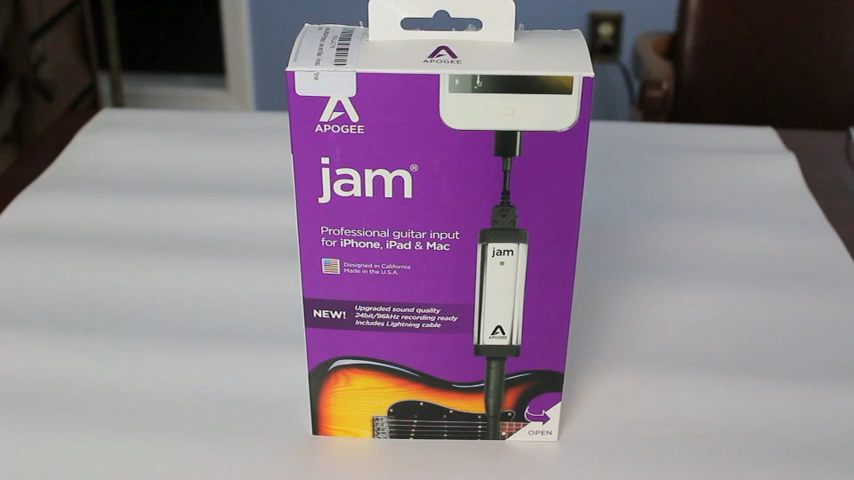 APOGEE
APOGEE
jam®
Professional guitar input
for iPhone, iPad & Mac
Designed in California
Made in the U.S.A.
NEW!
Upgraded sound quality
24bit/96kHz recording ready
Includes Lightning cable
jam
APOGEE
OPEN